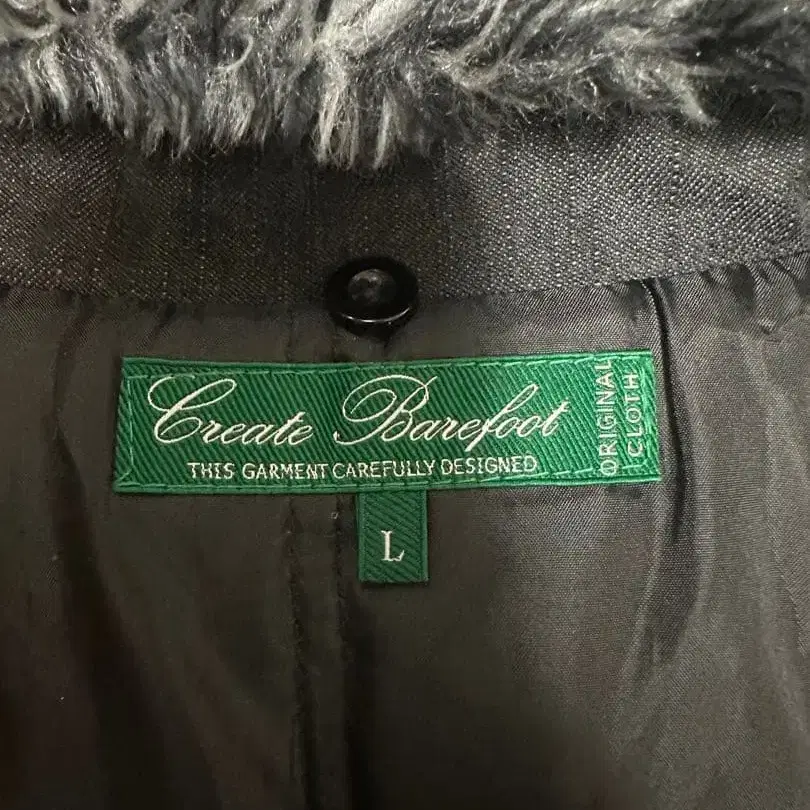 Create Barefoot
THIS GARMENT CAREFULLY DESIGNED
ORIGINAL
CLOTH
L